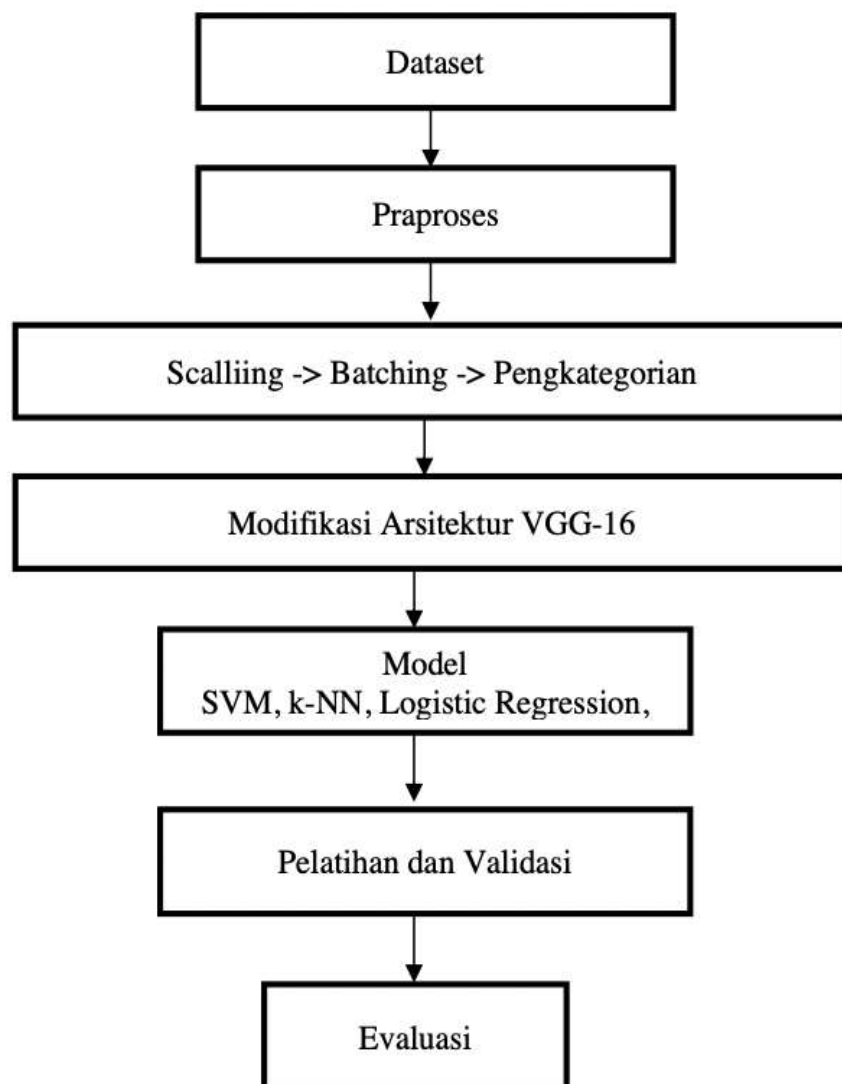 Dataset
Praproses
Scalliing -> Batching -> Pengkategorian
Modifikasi Arsitektur VGG-16
Model
SVM, k-NN, Logistic Regression,
Pelatihan dan Validasi
Evaluasi